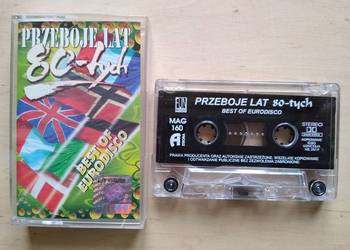 PRZEBOJE LAT
80-tych
BEST OF
EURODISCO
PRZEBOJE LAT 80-tych
BEST OF EURODISCO
MAG
160
A
STEREO
PRAWA PRODUCENTA ORAZ AUTORSKIE ZASTRZEŻONE. WSZELKIE KOPIOWANIE
I ODTWARZANIE PUBLICZNE BEZ ZEZWOLENIA ZABRONIONE